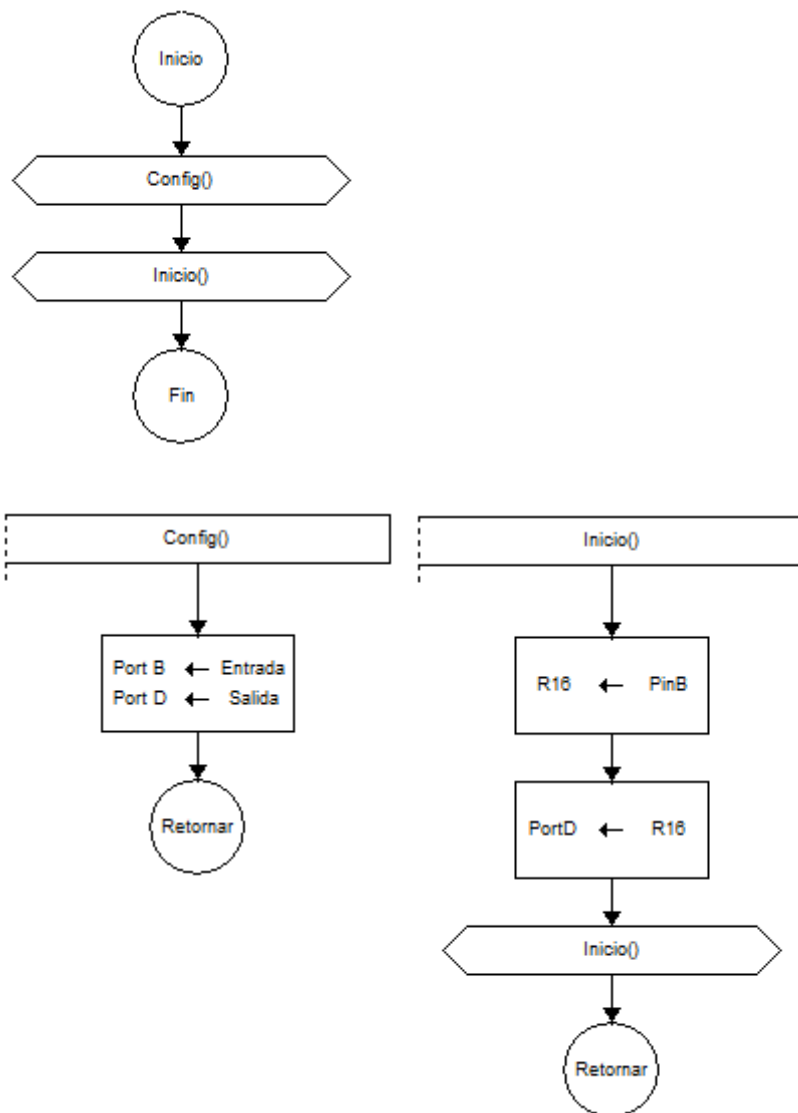 Inicio
Config()
Inicio()
Fin
Config()
Port B ← Entrada
Port D ← Salida
Retornar
Inicio()
R16 ← PinB
PortD ← R16
Inicio()
Retornar